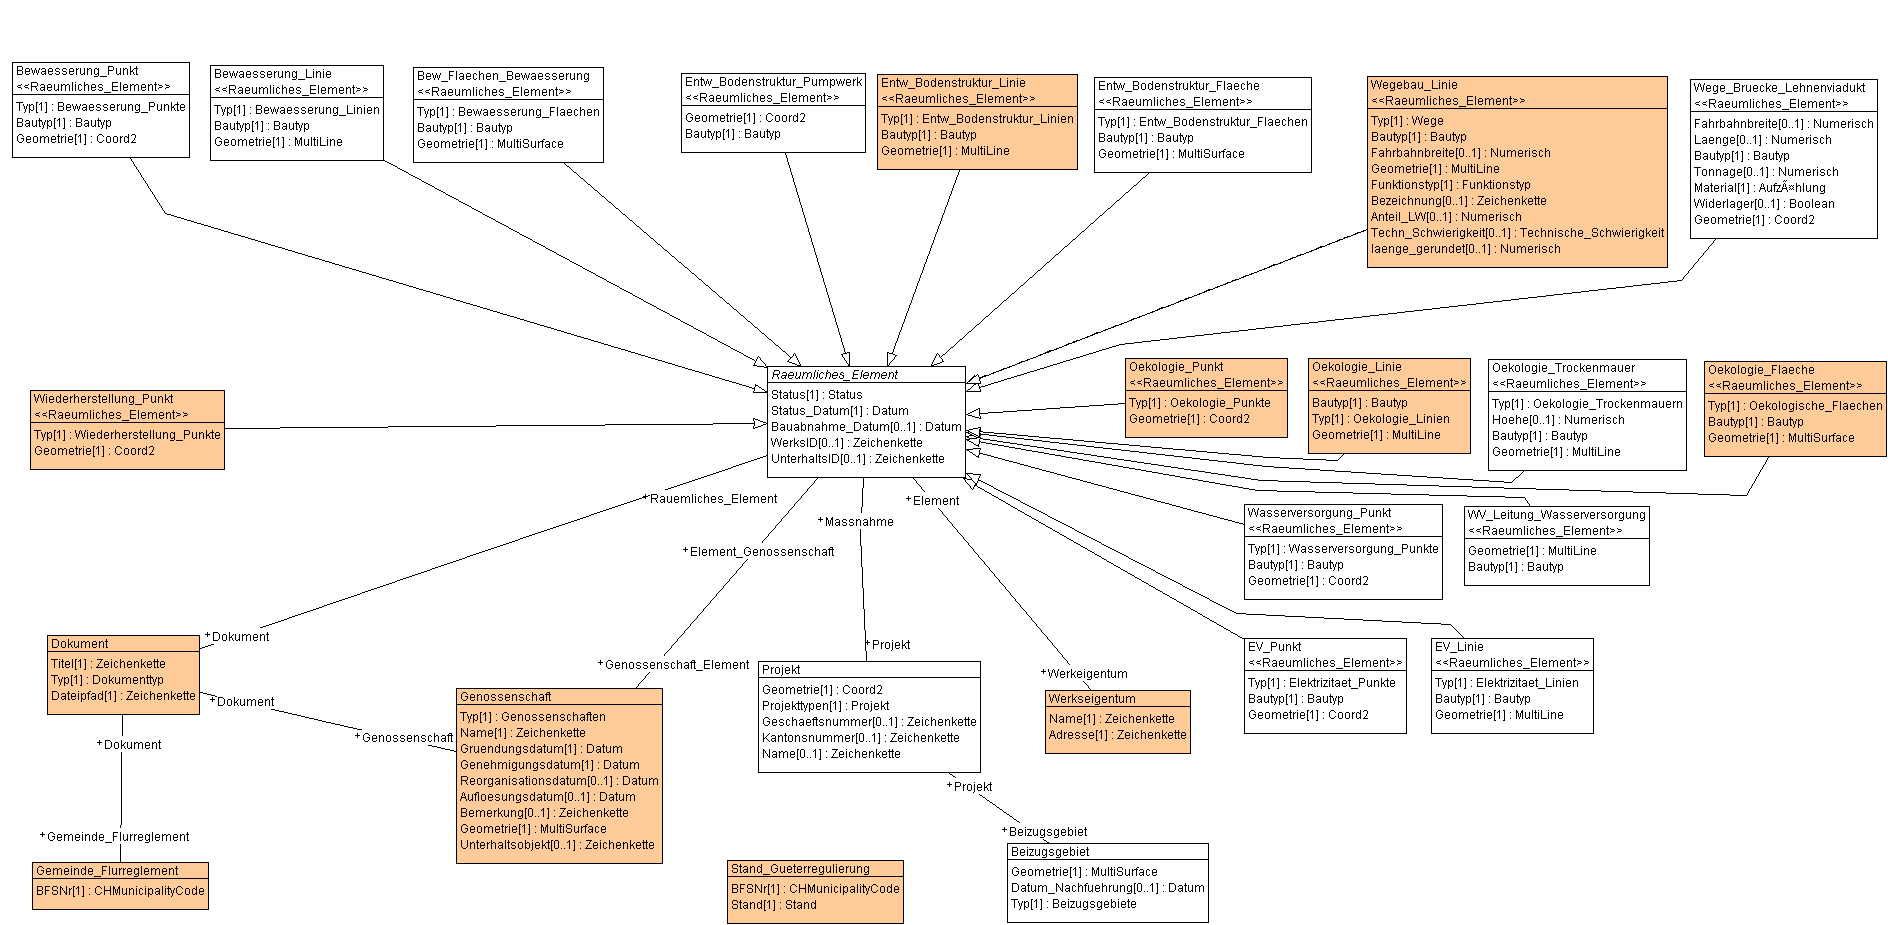 Bewaesserung_Punkt
<<Raeumliches_Element>>
Typ[1] : Bewaesserung_Punkte
Bautyp[1] : Bautyp
Geometrie[1] : Coord2
Bewaesserung_Linie
<<Raeumliches_Element>>
Typ[1] : Bewaesserung_Linien
Bautyp[1] : Bautyp
Geometrie[1] : MultiLine
Bew_Flaechen_Bewaesserung
<<Raeumliches_Element>>
Typ[1] : Bewaesserung_Flaechen
Bautyp[1] : Bautyp
Geometrie[1] : MultiSurface
Entw_Bodenstruktur_Pumpwerk
<<Raeumliches_Element>>
Geometrie[1] : Coord2
Bautyp[1] : Bautyp
Entw_Bodenstruktur_Linie
<<Raeumliches_Element>>
Typ[1] : Entw_Bodenstruktur_Linien
Bautyp[1] : Bautyp
Geometrie[1] : MultiLine
Entw_Bodenstruktur_Flaeche
<<Raeumliches_Element>>
Typ[1] : Entw_Bodenstruktur_Flaechen
Bautyp[1] : Bautyp
Geometrie[1] : MultiSurface
Wegebau_Linie
<<Raeumliches_Element>>
Typ[1] : Wege
Bautyp[1] : Bautyp
Fahrbahnbreite[0..1] : Numerisch
Geometrie[1] : MultiLine
Funktionstyp[1] : Funktionstyp
Bezeichnung[0..1] : Zeichenkette
Anteil_LW[0..1] : Numerisch
Techn_Schwierigkeit[0..1] : Technische_Schwierigkeit
laenge_gerundet[0..1] : Numerisch
Wege_Bruecke_Lehnenviadukt
<<Raeumliches_Element>>
Fahrbahnbreite[0..1] : Numerisch
Laenge[0..1] : Numerisch
Bautyp[1] : Bautyp
Tonnage[0..1] : Numerisch
Material[1] : AufzÃ¤hlung
Widerlager[0..1] : Boolean
Geometrie[1] : Coord2
Raeumliches_Element
Status[1] : Status
Status_Datum[1] : Datum
Bauabnahme_Datum[0..1] : Datum
WerksID[0..1] : Zeichenkette
UnterhaltsID[0..1] : Zeichenkette
Wiederherstellung_Punkt
<<Raeumliches_Element>>
Typ[1] : Wiederherstellung_Punkte
Geometrie[1] : Coord2
Oekologie_Punkt
<<Raeumliches_Element>>
Typ[1] : Oekologie_Punkte
Geometrie[1] : Coord2
Oekologie_Linie
<<Raeumliches_Element>>
Bautyp[1] : Bautyp
Typ[1] : Oekologie_Linien
Geometrie[1] : MultiLine
Oekologie_Trockenmauer
<<Raeumliches_Element>>
Typ[1] : Oekologie_Trockenmauern
Hoehe[0..1] : Numerisch
Bautyp[1] : Bautyp
Geometrie[1] : MultiLine
Oekologie_Flaeche
<<Raeumliches_Element>>
Typ[1] : Oekologische_Flaechen
Bautyp[1] : Bautyp
Geometrie[1] : MultiSurface
+Rauemliches_Element
+Massnahme
+Element
+Element_Genossenschaft
Wasserversorgung_Punkt
<<Raeumliches_Element>>
Typ[1] : Wasserversorgung_Punkte
Bautyp[1] : Bautyp
Geometrie[1] : Coord2
WV_Leitung_Wasserversorgung
<<Raeumliches_Element>>
Geometrie[1] : MultiLine
Bautyp[1] : Bautyp
+Dokument
+Genossenschaft_Element
+Projekt
+Werkeigentum
Dokument
Titel[1] : Zeichenkette
Typ[1] : Dokumenttyp
Dateipfad[1] : Zeichenkette
+Dokument
+Genossenschaft
Genossenschaft
Typ[1] : Genossenschaften
Name[1] : Zeichenkette
Gruendungsdatum[1] : Datum
Genehmigungsdatum[1] : Datum
Reorganisationsdatum[0..1] : Datum
Aufloesungsdatum[0..1] : Datum
Bemerkung[0..1] : Zeichenkette
Geometrie[1] : MultiSurface
Unterhaltsobjekt[0..1] : Zeichenkette
Projekt
Geometrie[1] : Coord2
Projekttypen[1] : Projekt
Geschaeftsnummer[0..1] : Zeichenkette
Kantonsnummer[0..1] : Zeichenkette
Name[0..1] : Zeichenkette
Werkseigentum
Name[1] : Zeichenkette
Adresse[1] : Zeichenkette
EV_Punkt
<<Raeumliches_Element>>
Typ[1] : Elektrizitaet_Punkte
Bautyp[1] : Bautyp
Geometrie[1] : Coord2
EV_Linie
<<Raeumliches_Element>>
Typ[1] : Elektrizitaet_Linien
Bautyp[1] : Bautyp
Geometrie[1] : MultiLine
+Dokument
+Gemeinde_Flurreglement
+Projekt
+Beizugsgebiet
Gemeinde_Flurreglement
BFSNr[1] : CHMunicipalityCode
Stand_Gueterregulierung
BFSNr[1] : CHMunicipalityCode
Stand[1] : Stand
Beizugsgebiet
Geometrie[1] : MultiSurface
Datum_Nachfuehrung[0..1] : Datum
Typ[1] : Beizugsgebiete